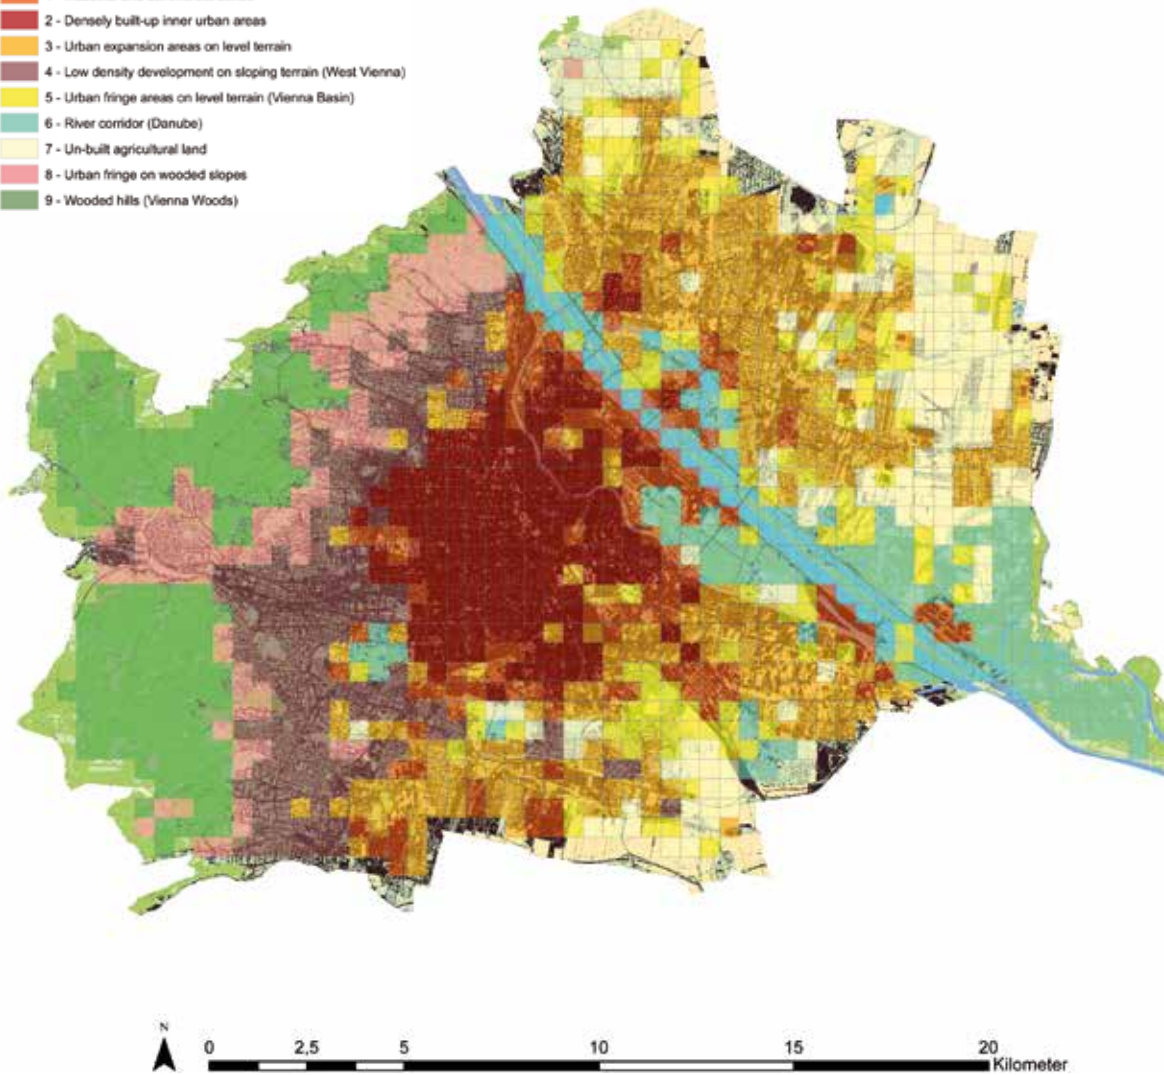 2 - Densely built-up inner urban areas
3 - Urban expansion areas on level terrain
4 - Low density development on sloping terrain (West Vienna)
5 - Urban fringe areas on level terrain (Vienna Basin)
6 - River corridor (Danube)
7 - Un-built agricultural land
8 - Urban fringe on wooded slopes
9 - Wooded hills (Vienna Woods)
N
0 2,5 5 10 15 20
Kilometer